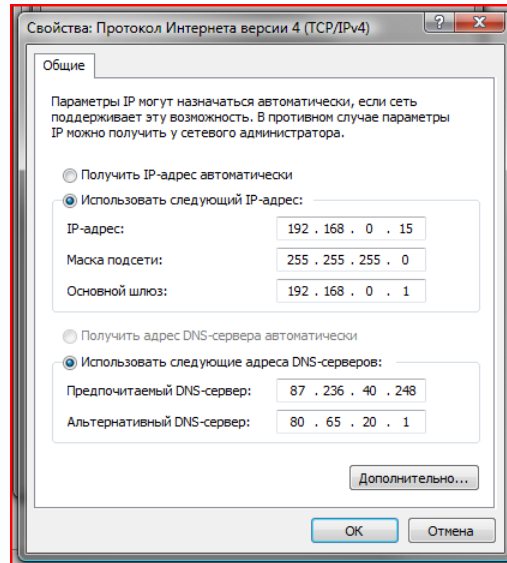 Свойства: Протокол Интернета версии 4 (TCP/IPv4)
Общие
Параметры IP могут назначаться автоматически, если сеть
поддерживает эту возможность. В противном случае параметры
IP можно получить у сетевого администратора.
Получить IP-адрес автоматически
Использовать следующий IP-адрес:
IP-адрес: 192 . 168 . 0 . 15
Маска подсети: 255 . 255 . 255 . 0
Основной шлюз: 192 . 168 . 0 . 1
Получить адрес DNS-сервера автоматически
Использовать следующие адреса DNS-серверов:
Предпочитаемый DNS-сервер: 87 . 236 . 40 . 248
Альтернативный DNS-сервер: 80 . 65 . 20 . 1
Дополнительно...
OK Отмена